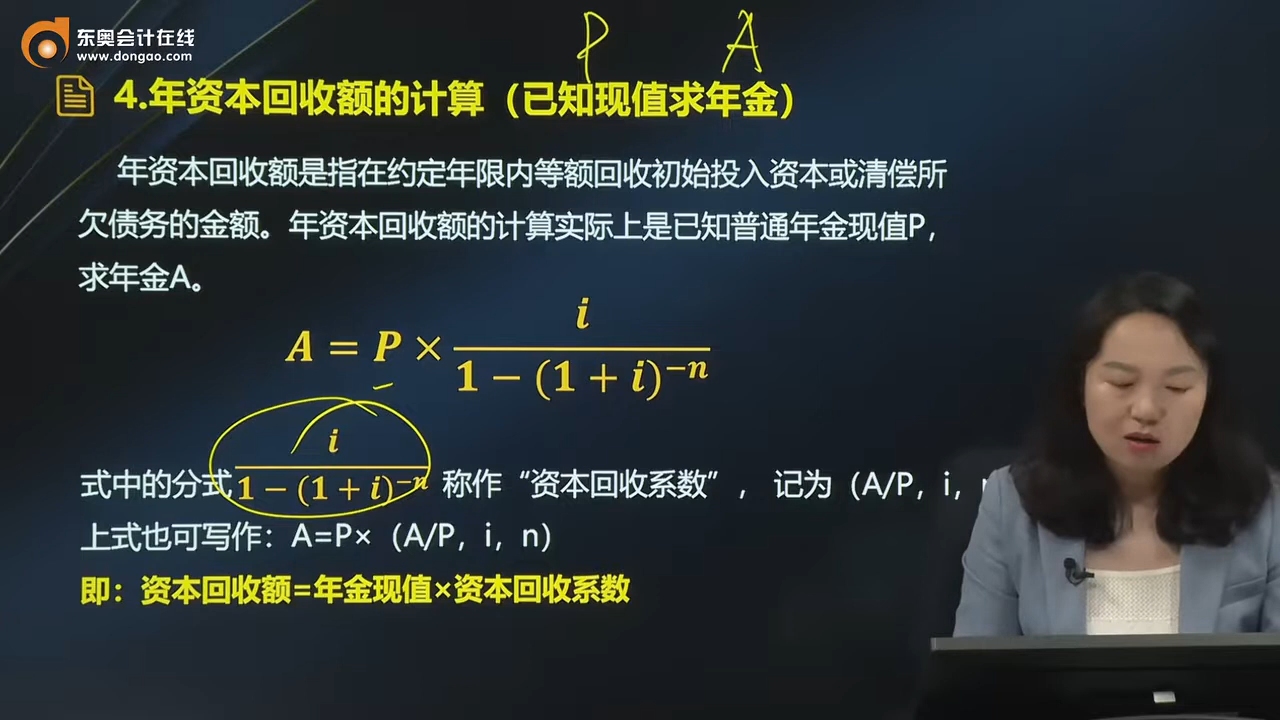 东奥会计在线
www.dongao.com
P A
4.年资本回收额的计算（已知现值求年金）
年资本回收额是指在约定年限内等额回收初始投入资本或清偿所
欠债务的金额。年资本回收额的计算实际上是已知普通年金现值P，
求年金A。
A = P × i / (1 − (1 + i)^−n)
式中的分式 i / (1 − (1 + i)^−n) 称作“资本回收系数”， 记为（A/P，i，
上式也可写作：A=P×（A/P，i，n）
即：资本回收额=年金现值×资本回收系数